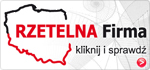 RZETELNA Firma
kliknij i sprawdź